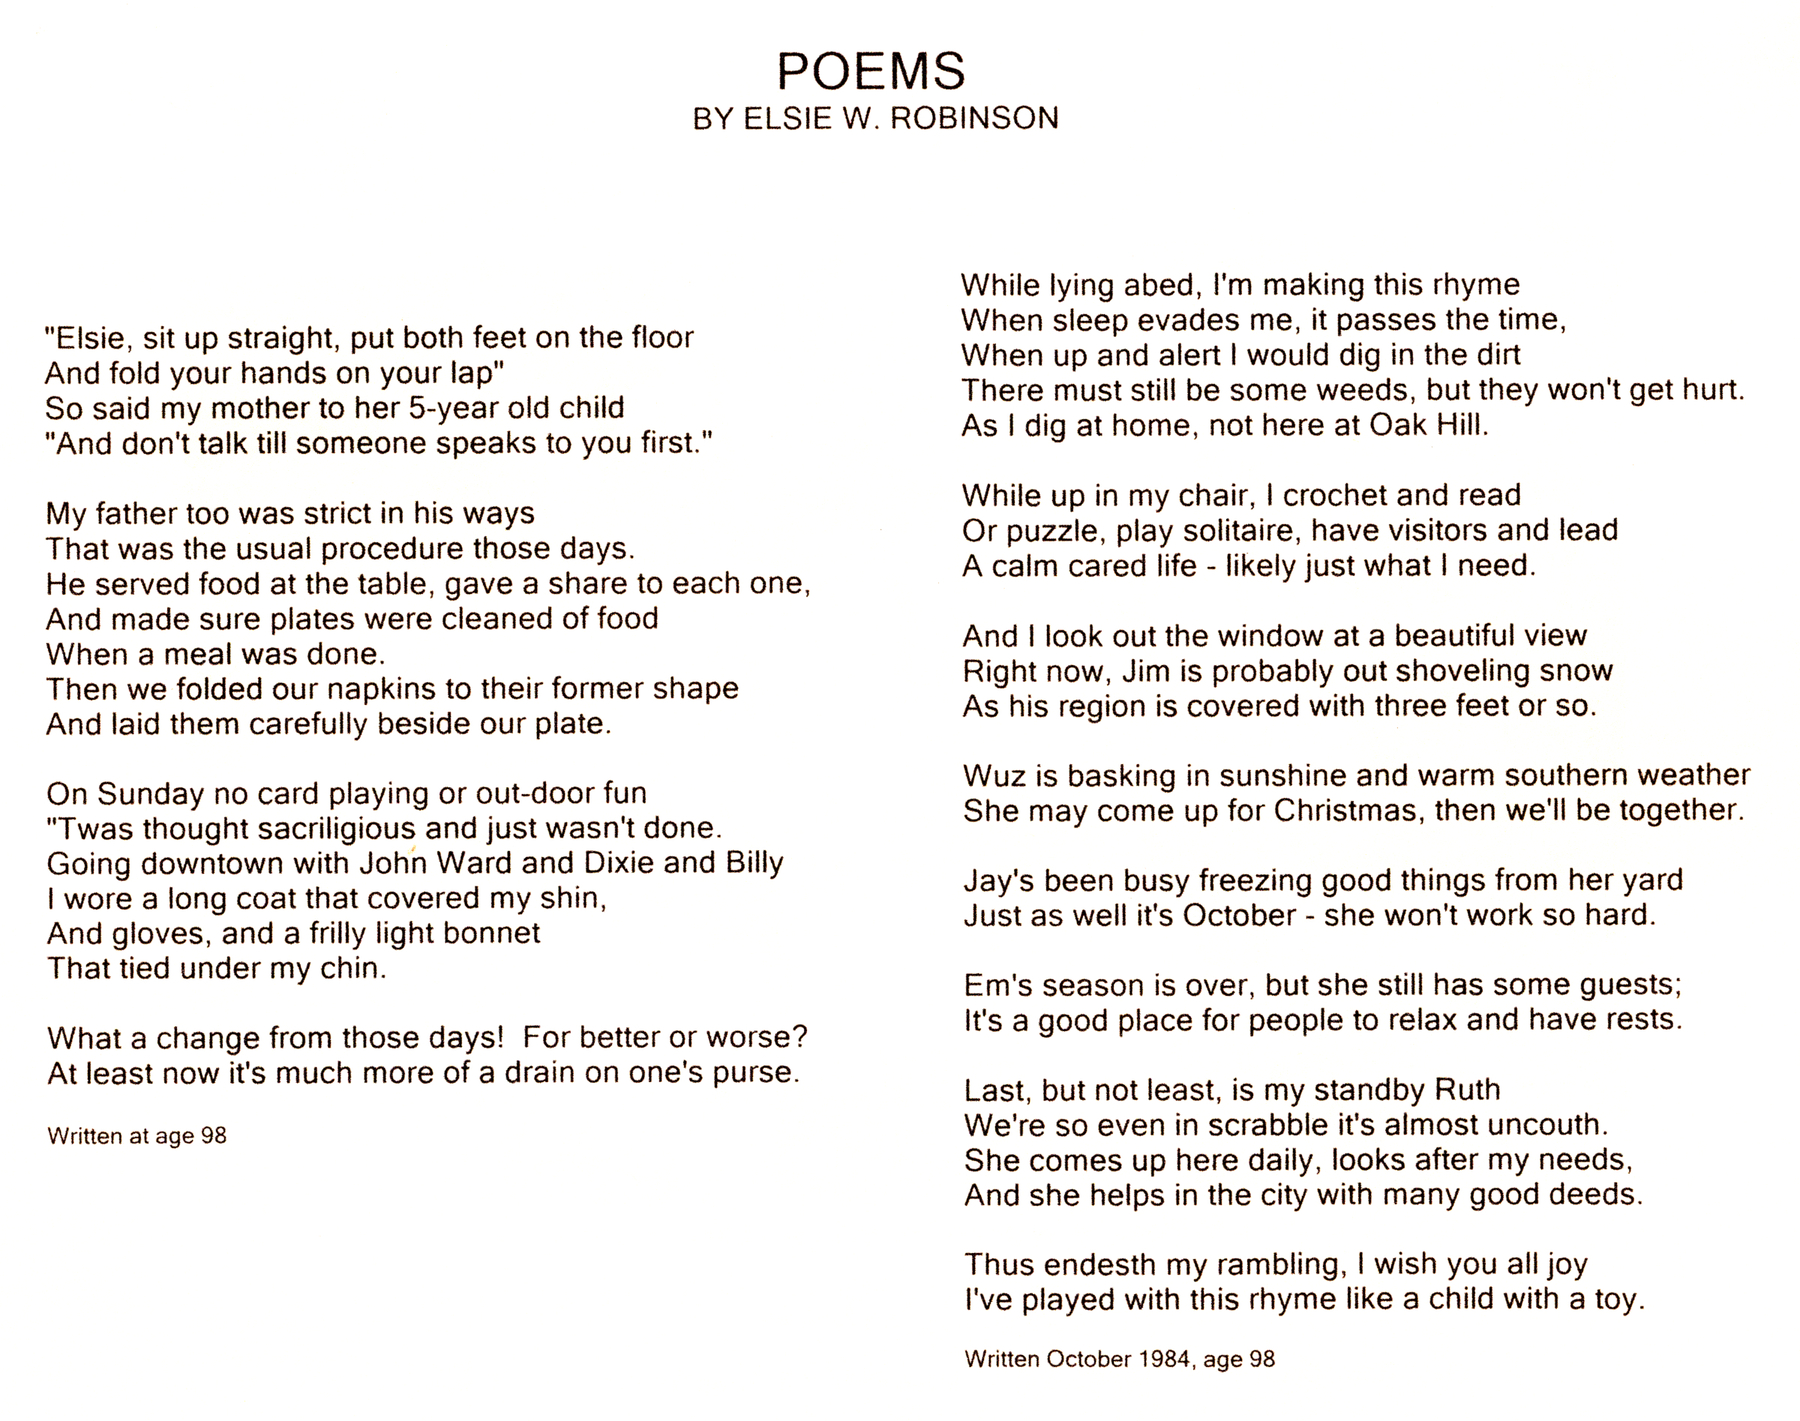 POEMS
BY ELSIE W. ROBINSON
"Elsie, sit up straight, put both feet on the floor
And fold your hands on your lap"
So said my mother to her 5-year old child
"And don't talk till someone speaks to you first."
My father too was strict in his ways
That was the usual procedure those days.
He served food at the table, gave a share to each one,
And made sure plates were cleaned of food
When a meal was done.
Then we folded our napkins to their former shape
And laid them carefully beside our plate.
On Sunday no card playing or out-door fun
"Twas thought sacriligious and just wasn't done.
Going downtown with John Ward and Dixie and Billy
I wore a long coat that covered my shin,
And gloves, and a frilly light bonnet
That tied under my chin.
What a change from those days!  For better or worse?
At least now it's much more of a drain on one's purse.
Written at age 98
While lying abed, I'm making this rhyme
When sleep evades me, it passes the time,
When up and alert I would dig in the dirt
There must still be some weeds, but they won't get hurt.
As I dig at home, not here at Oak Hill.
While up in my chair, I crochet and read
Or puzzle, play solitaire, have visitors and lead
A calm cared life - likely just what I need.
And I look out the window at a beautiful view
Right now, Jim is probably out shoveling snow
As his region is covered with three feet or so.
Wuz is basking in sunshine and warm southern weather
She may come up for Christmas, then we'll be together.
Jay's been busy freezing good things from her yard
Just as well it's October - she won't work so hard.
Em's season is over, but she still has some guests;
It's a good place for people to relax and have rests.
Last, but not least, is my standby Ruth
We're so even in scrabble it's almost uncouth.
She comes up here daily, looks after my needs,
And she helps in the city with many good deeds.
Thus endesth my rambling, I wish you all joy
I've played with this rhyme like a child with a toy.
Written October 1984, age 98